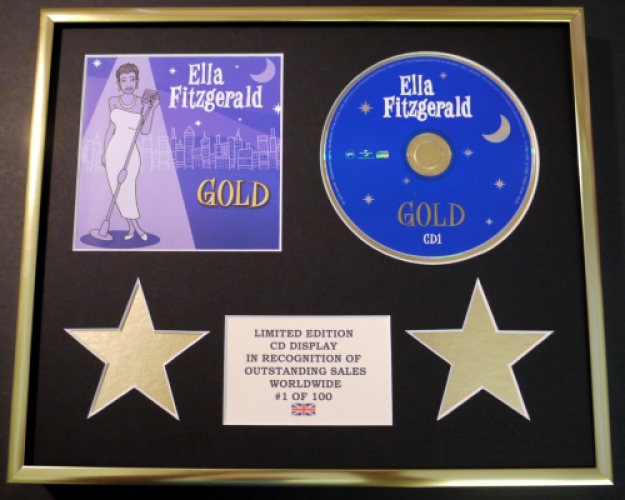 Ella
Fitzgerald
GOLD
Ella
Fitzgerald
GOLD
CD1
LIMITED EDITION
CD DISPLAY
IN RECOGNITION OF
OUTSTANDING SALES
WORLDWIDE
#1 OF 100